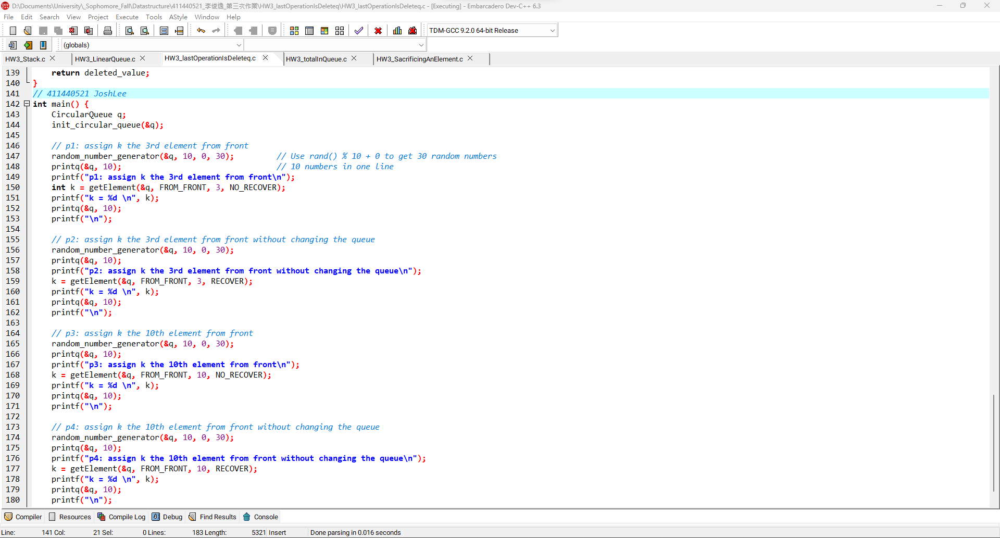 D:\Documents\University\_Sophomore_Fall\Datastructure\411440521_李俊逸_第三次作業\HW3_lastOperationIsDeleteq\HW3_lastOperationIsDeleteq.c - [Executing] - Embarcadero Dev-C++ 6.3
File Edit Search View Project Execute Tools AStyle Window Help
TDM-GCC 9.2.0 64-bit Release
(globals)
HW3_Stack.c HW3_LinearQueue.c HW3_lastOperationIsDeleteq.c HW3_totalInQueue.c HW3_SacrificingAnElement.c
139 return deleted_value;
140 }
141 // 411440521 JoshLee
142 int main() {
143 CircularQueue q;
144 init_circular_queue(&q);
145
146 // p1: assign k the 3rd element from front
147 random_number_generator(&q, 10, 0, 30); // Use rand() % 10 + 0 to get 30 random numbers
148 printq(&q, 10); // 10 numbers in one line
149 printf("p1: assign k the 3rd element from front\n");
150 int k = getElement(&q, FROM_FRONT, 3, NO_RECOVER);
151 printf("k = %d \n", k);
152 printq(&q, 10);
153 printf("\n");
154
155 // p2: assign k the 3rd element from front without changing the queue
156 random_number_generator(&q, 10, 0, 30);
157 printq(&q, 10);
158 printf("p2: assign k the 3rd element from front without changing the queue\n");
159 k = getElement(&q, FROM_FRONT, 3, RECOVER);
160 printf("k = %d \n", k);
161 printq(&q, 10);
162 printf("\n");
163
164 // p3: assign k the 10th element from front
165 random_number_generator(&q, 10, 0, 30);
166 printq(&q, 10);
167 printf("p3: assign k the 10th element from front\n");
168 k = getElement(&q, FROM_FRONT, 10, NO_RECOVER);
169 printf("k = %d \n", k);
170 printq(&q, 10);
171 printf("\n");
172
173 // p4: assign k the 10th element from front without changing the queue
174 random_number_generator(&q, 10, 0, 30);
175 printq(&q, 10);
176 printf("p4: assign k the 10th element from front without changing the queue\n");
177 k = getElement(&q, FROM_FRONT, 10, RECOVER);
178 printf("k = %d \n", k);
179 printq(&q, 10);
180 printf("\n");
Compiler Resources Compile Log Debug Find Results Console
Line: 141 Col: 21 Sel: 0 Lines: 183 Length: 5321 Insert Done parsing in 0.016 seconds